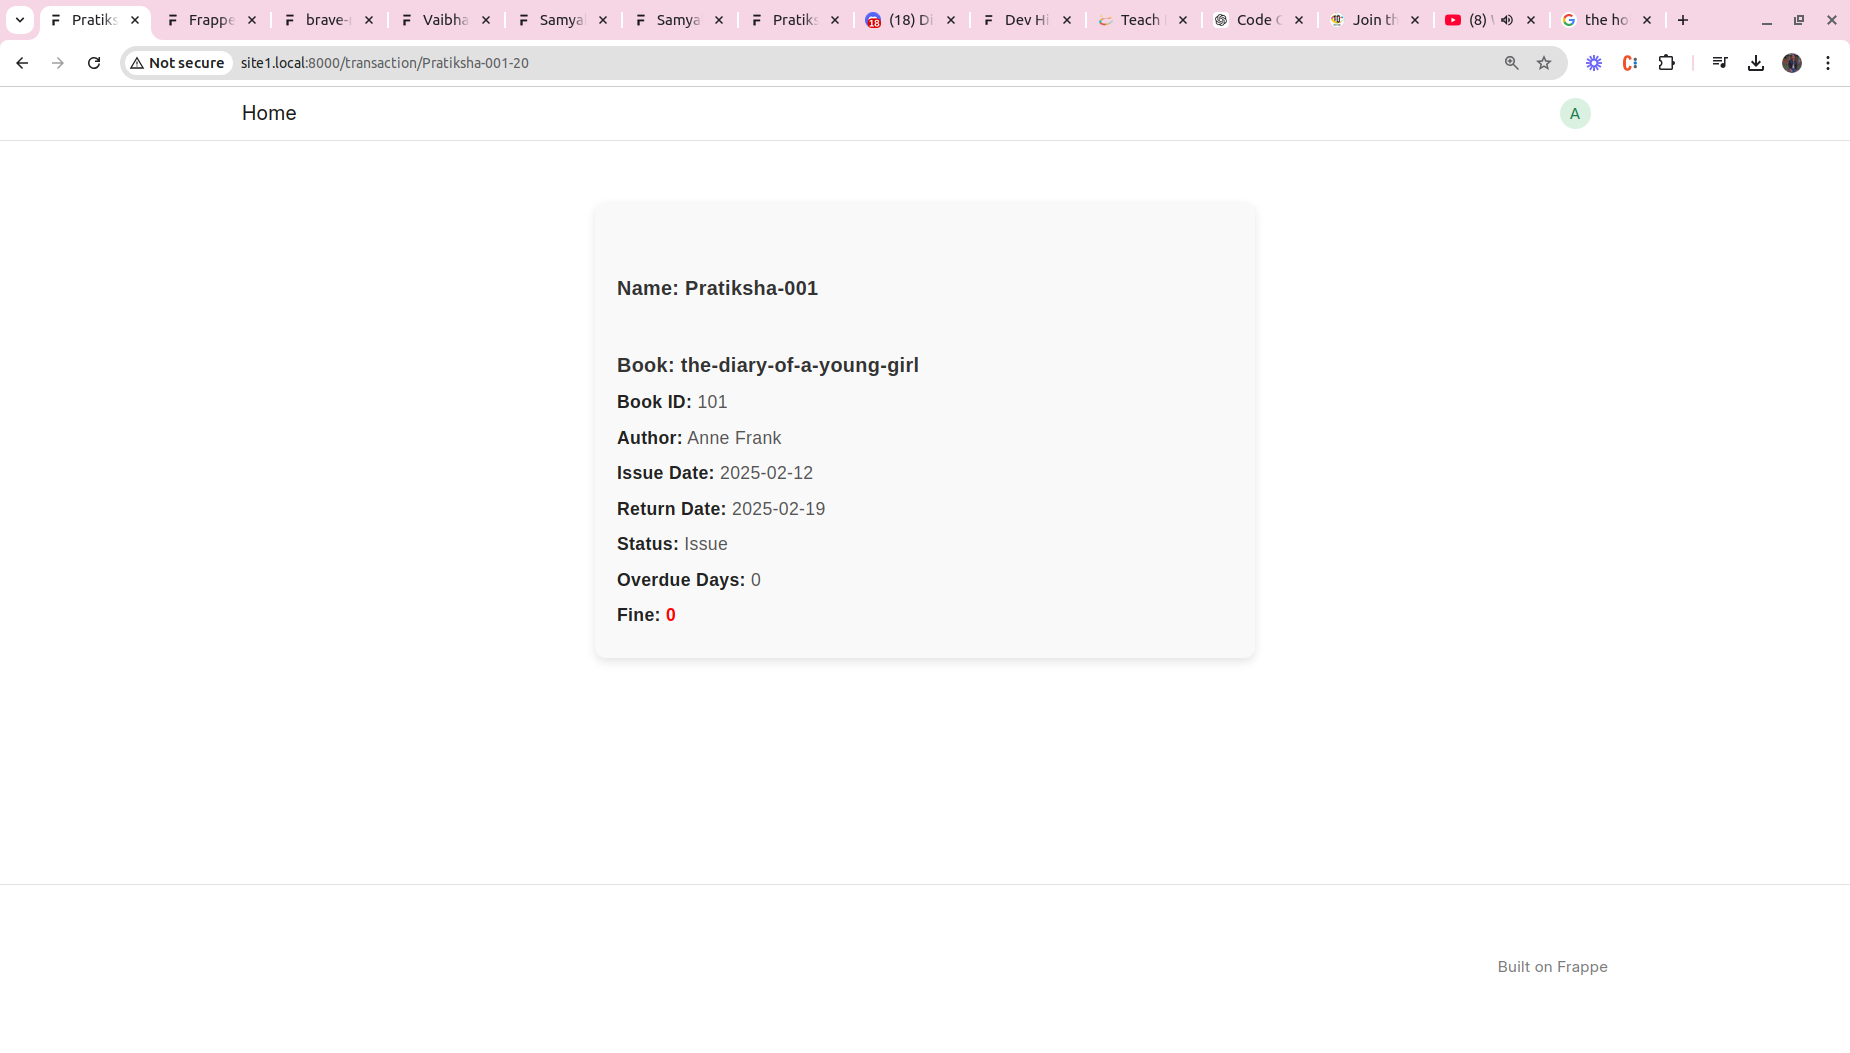 Pratiks
Frappe
brave-
Vaibha
Samya
Samya
Pratiks
18
(18) Di
Dev Hi
Teach
Code
Join th
(8)
the ho
Not secure
site1.local:8000/transaction/Pratiksha-001-20
Home
A
Name: Pratiksha-001
Book: the-diary-of-a-young-girl
Book ID: 101
Author: Anne Frank
Issue Date: 2025-02-12
Return Date: 2025-02-19
Status: Issue
Overdue Days: 0
Fine: 0
Built on Frappe